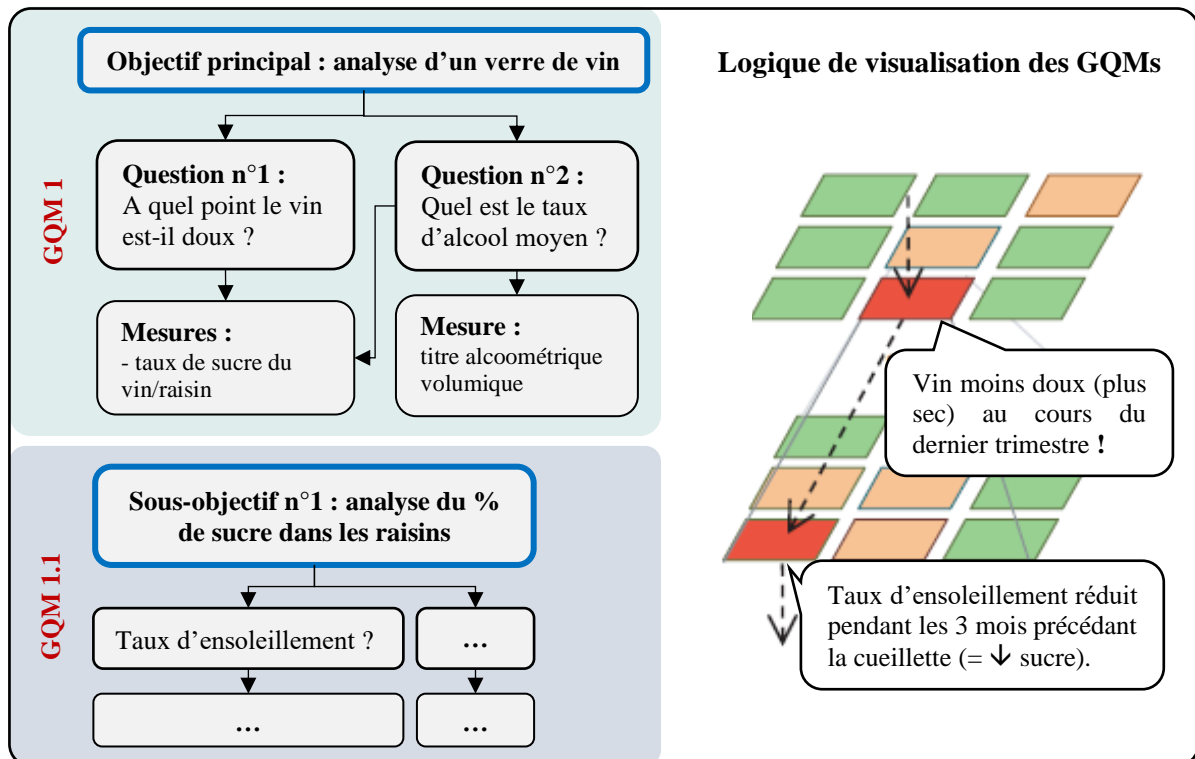 Objectif principal : analyse d'un verre de vin
GQM 1
Question n°1 :
A quel point le vin
est-il doux ?
Question n°2 :
Quel est le taux
d'alcool moyen ?
Mesures :
- taux de sucre du
vin/raisin
Mesure :
titre alcoométrique
volumique
GQM 1.1
Sous-objectif n°1 : analyse du %
de sucre dans les raisins
Taux d'ensoleillement ?
...
...
...
Logique de visualisation des GQMs
Vin moins doux (plus
sec) au cours du
dernier trimestre !
Taux d'ensoleillement réduit
pendant les 3 mois précédant
la cueillette (= ↓ sucre).